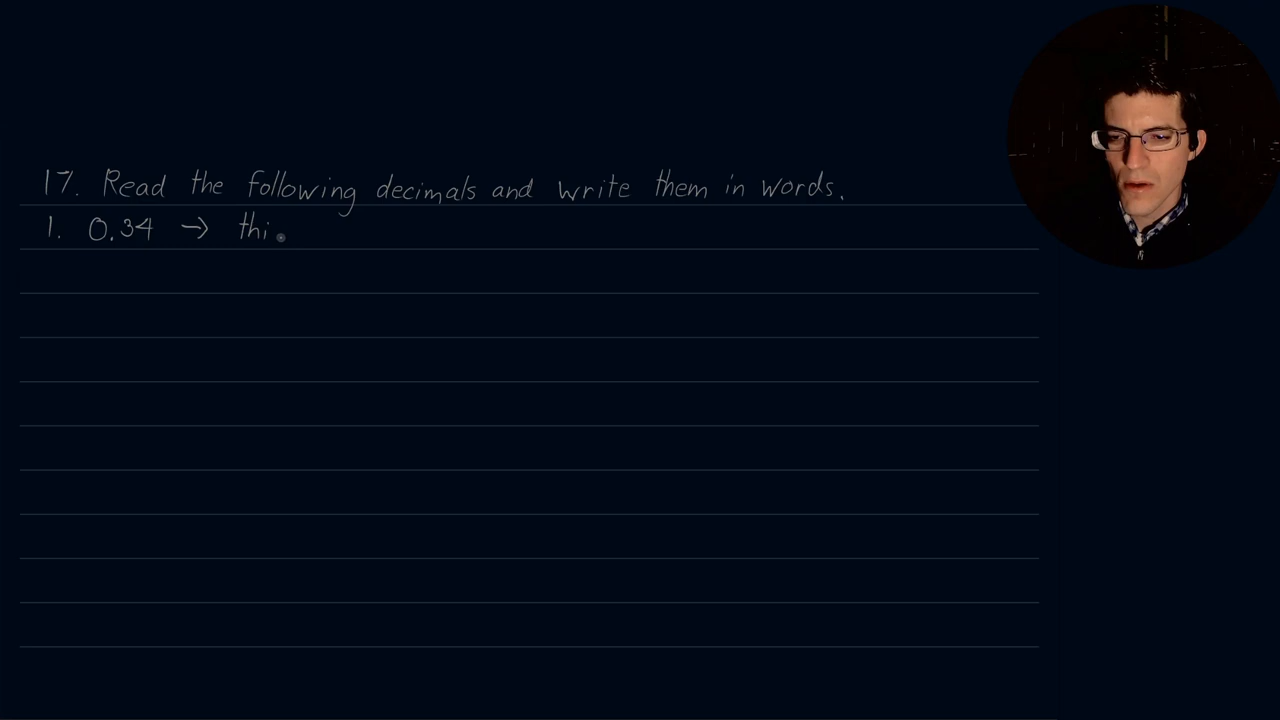 17. Read the following decimals and write them in words.
1. 0.34 → thi